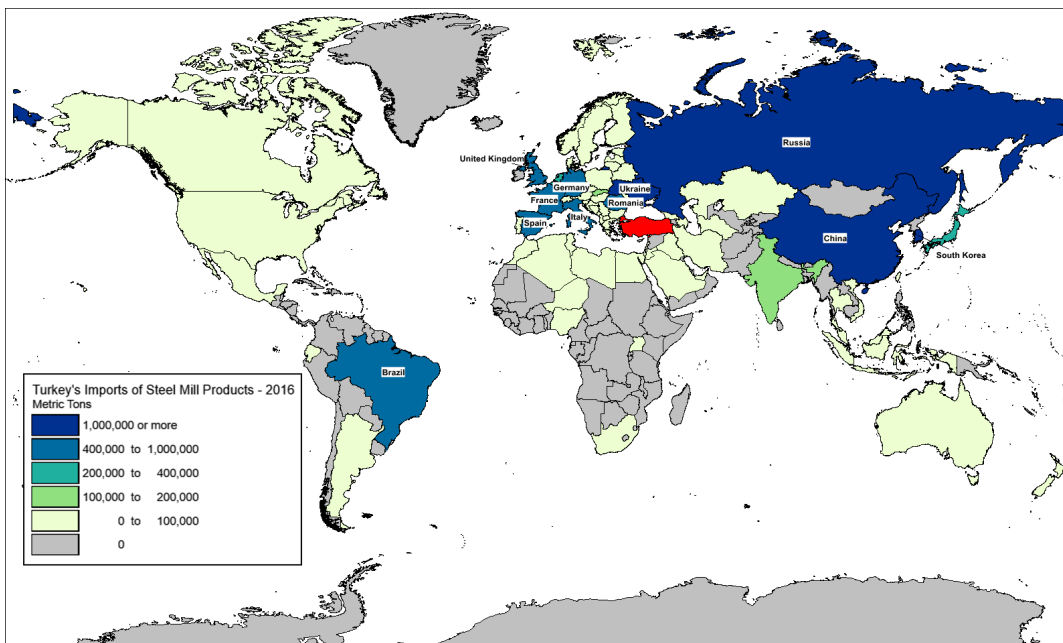 United Kingdom
Germany
France
Spain
Italy
Ukraine
Romania
Russia
China
South Korea
Brazil
Turkey's Imports of Steel Mill Products - 2016
Metric Tons
1,000,000 or more
400,000 to 1,000,000
200,000 to 400,000
100,000 to 200,000
0 to 100,000
0